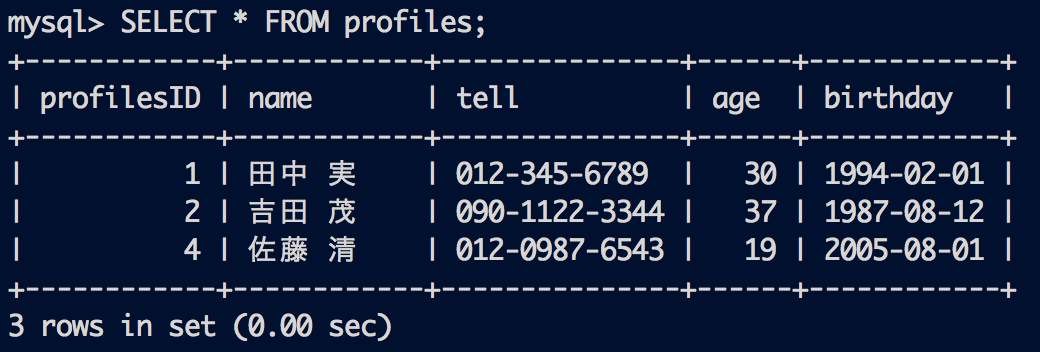 mysql> SELECT * FROM profiles;
+------------+------------+---------------+------+------------+
| profilesID | name       | tell          | age  | birthday   |
+------------+------------+---------------+------+------------+
|          1 | 田中 実    | 012-345-6789  |   30 | 1994-02-01 |
|          2 | 吉田 茂    | 090-1122-3344 |   37 | 1987-08-12 |
|          4 | 佐藤 清    | 012-0987-6543 |   19 | 2005-08-01 |
+------------+------------+---------------+------+------------+
3 rows in set (0.00 sec)